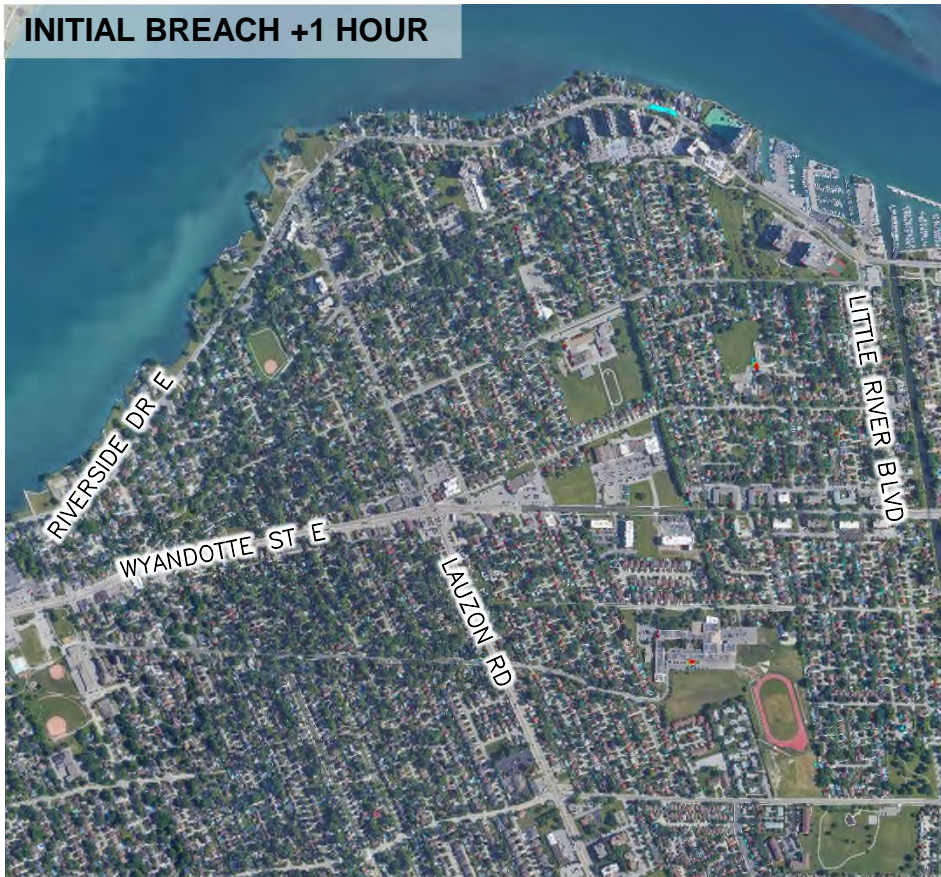 INITIAL BREACH +1 HOUR
RIVERSIDE DR E
LITTLE RIVER BLVD
WYANDOTTE ST E
LAUZON RD